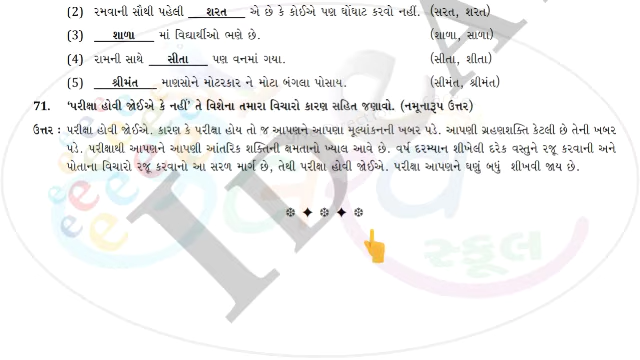 (2) રમવાની સૌથી પહેલી શરત એ છે કે કોઈએ પણ ઘોંઘાટ કરવો નહીં. (સરત, શરત)
(3) શાળા માં વિદ્યાર્થીઓ ભણે છે. (શાળા, સાળા)
(4) રામની સાથે સીતા પણ વનમાં ગયા. (સીતા, શીતા)
(5) શ્રીમંત માણસોને મોટરકાર ને મોટા બંગલા પોસાય. (સીમંત, શ્રીમંત)
71. 'પરીક્ષા હોવી જોઈએ કે નહીં' તે વિશેના તમારા વિચારો કારણ સહિત જણાવો. (નમૂનારૂપ ઉત્તર)
ઉત્તર : પરીક્ષા હોવી જોઈએ. કારણ કે પરીક્ષા હોય તો જ આપણને આપણા મૂલ્યાંકનની ખબર પડે. આપણી ગ્રહણશક્તિ કેટલી છે તેની ખબર
પડે. પરીક્ષાથી આપણને આપણી આંતરિક શક્તિની ક્ષમતાનો ખ્યાલ આવે છે. વર્ષ દરમ્યાન શીખેલી દરેક વસ્તુને રજૂ કરવાની અને
પોતાના વિચારો રજૂ કરવાનો આ સરળ માર્ગ છે, તેથી પરીક્ષા હોવી જોઈએ. પરીક્ષા આપણને ઘણું બધું શીખવી જાય છે.
સ્કૂલ